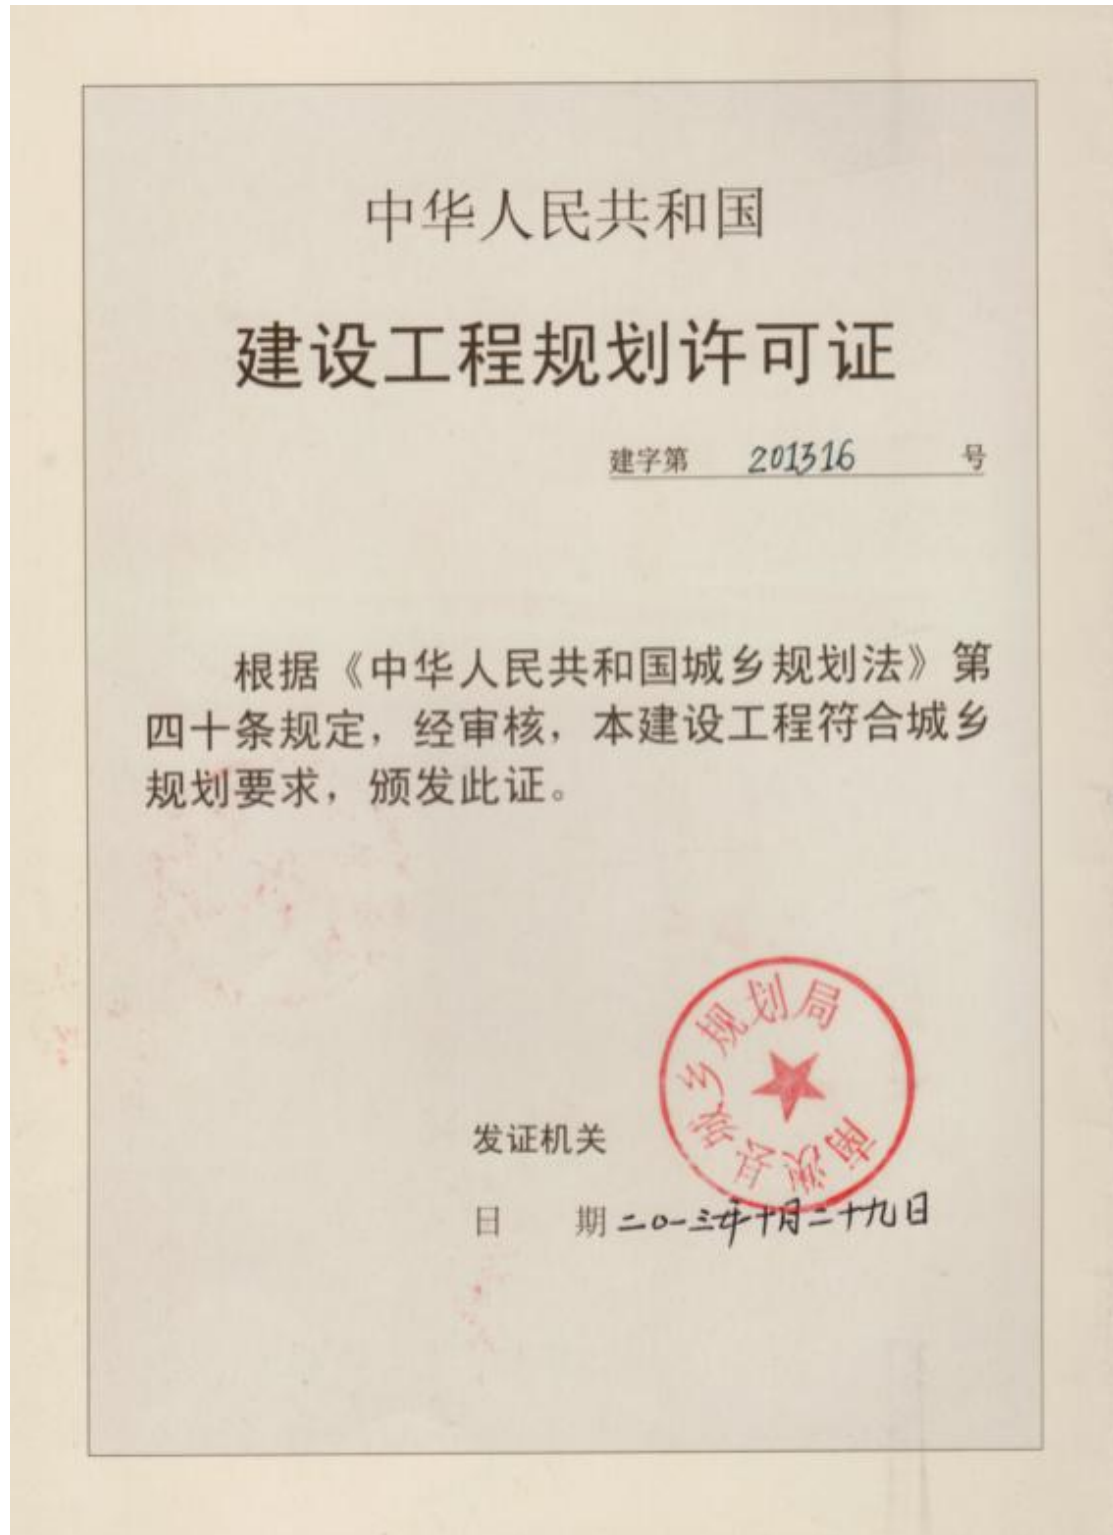 中华人民共和国
建设工程规划许可证
建字第 201316 号
根据《中华人民共和国城乡规划法》第
四十条规定，经审核，本建设工程符合城乡
规划要求，颁发此证。
城乡规划局
发证机关
日 期 二〇一三年十月二十九日